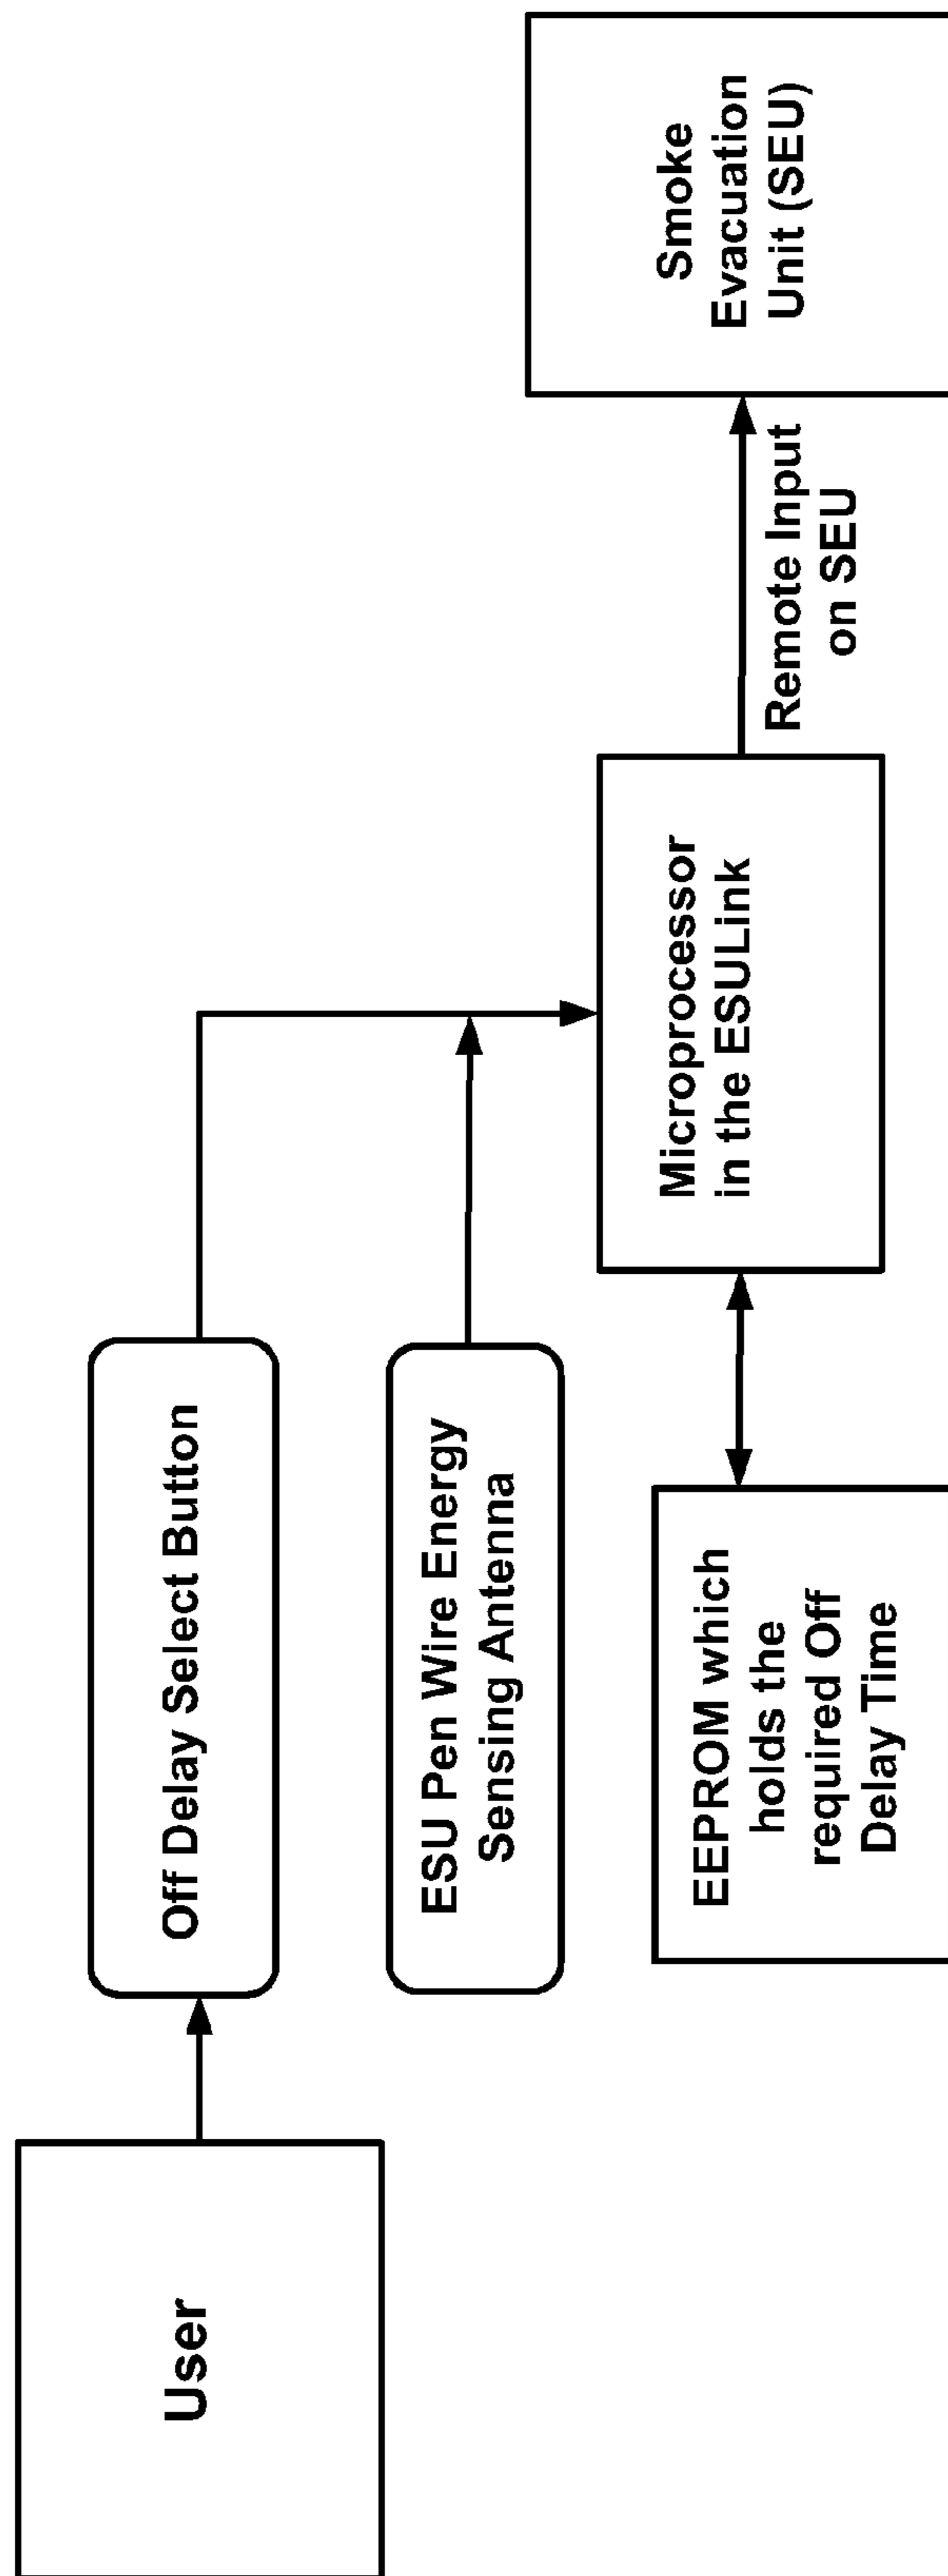 User
Off Delay Select Button
ESU Pen Wire Energy
Sensing Antenna
EEPROM which
holds the
required Off
Delay Time
Microprocessor
in the ESULink
Remote Input
on SEU
Smoke
Evacuation
Unit (SEU)